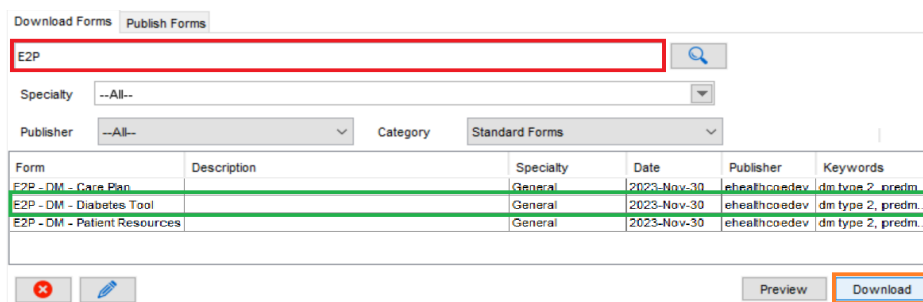 Download Forms Publish Forms
E2P
Specialty --All--
Publisher --All-- Category Standard Forms
Form Description Specialty Date Publisher Keywords
E2P - DM - Care Plan General 2023-Nov-30 ehealthcoedev dm type 2, predm...
E2P - DM - Diabetes Tool General 2023-Nov-30 ehealthcoedev dm type 2, predm...
E2P - DM - Patient Resources General 2023-Nov-30 ehealthcoedev dm type 2, predm...
Preview Download